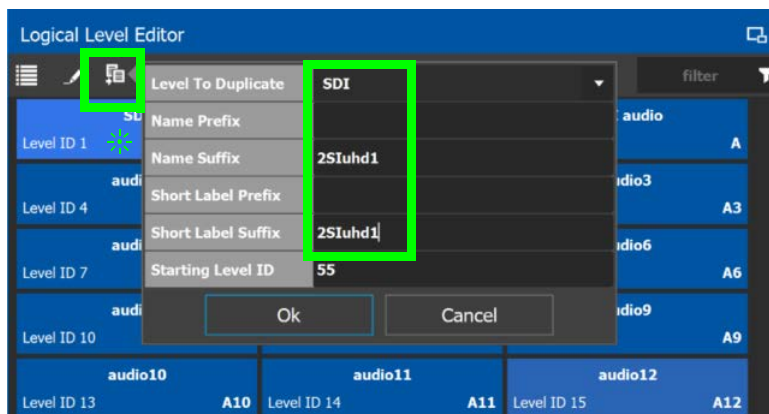 Logical Level Editor
filter
Level To Duplicate SDI
Name Prefix
Name Suffix 2SIuhd1
Short Label Prefix
Short Label Suffix 2SIuhd1
Starting Level ID 55
Ok Cancel
audio
Level ID 1 A
Level ID 4 A3
Level ID 7 A6
Level ID 10 A9
audio10 audio11 audio12
Level ID 13 A10 Level ID 14 A11 Level ID 15 A12